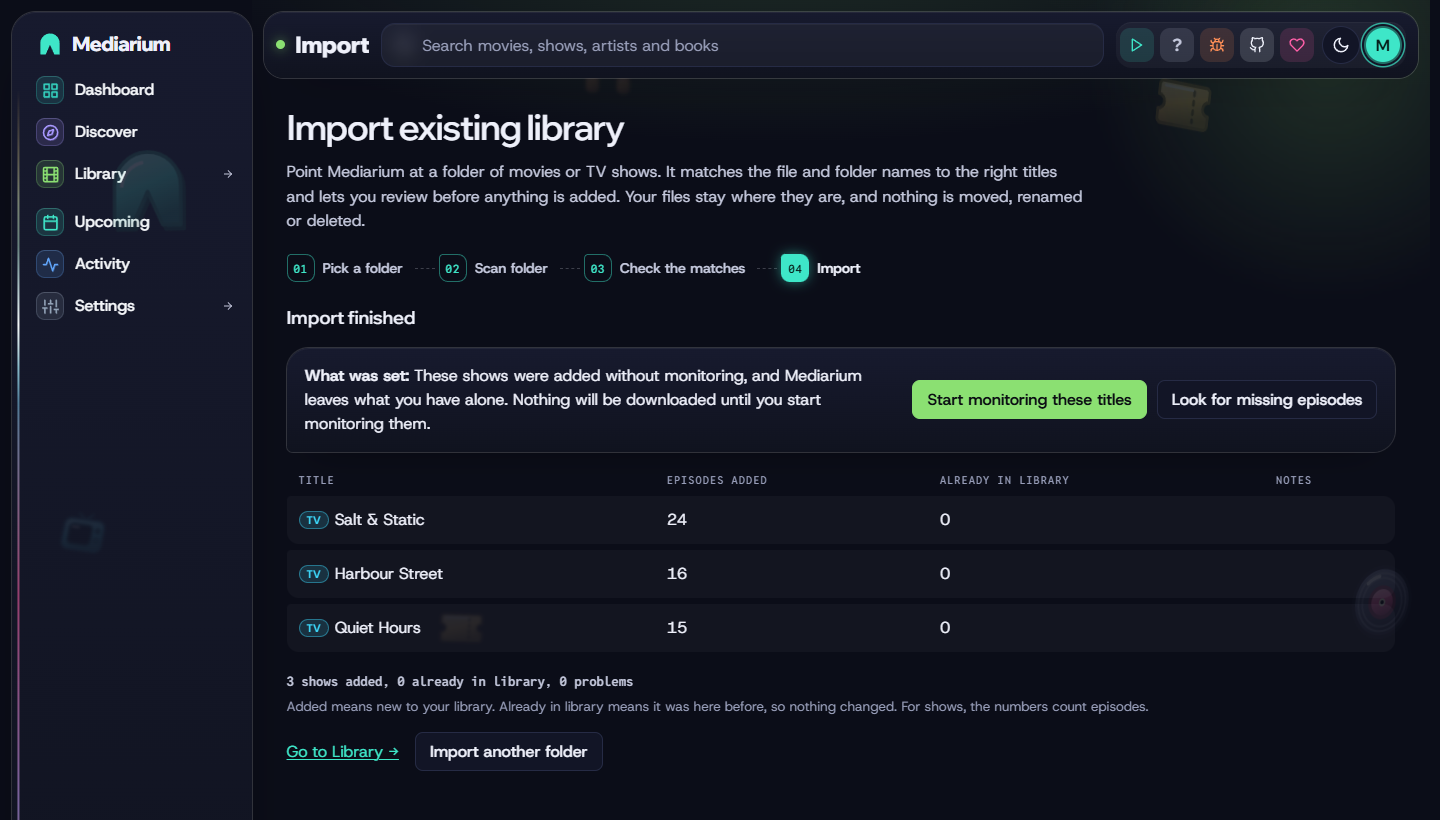 Mediarium
Dashboard
Discover
Library
Upcoming
Activity
Settings
Import
Search movies, shows, artists and books
?
M
Import existing library
Point Mediarium at a folder of movies or TV shows. It matches the file and folder names to the right titles
and lets you review before anything is added. Your files stay where they are, and nothing is moved, renamed
or deleted.
01 Pick a folder 02 Scan folder 03 Check the matches 04 Import
Import finished
What was set: These shows were added without monitoring, and Mediarium
leaves what you have alone. Nothing will be downloaded until you start
monitoring them.
Start monitoring these titles Look for missing episodes
TITLE EPISODES ADDED ALREADY IN LIBRARY NOTES
TV Salt & Static 24 0
TV Harbour Street 16 0
TV Quiet Hours 15 0
3 shows added, 0 already in library, 0 problems
Added means new to your library. Already in library means it was here before, so nothing changed. For shows, the numbers count episodes.
Go to Library → Import another folder